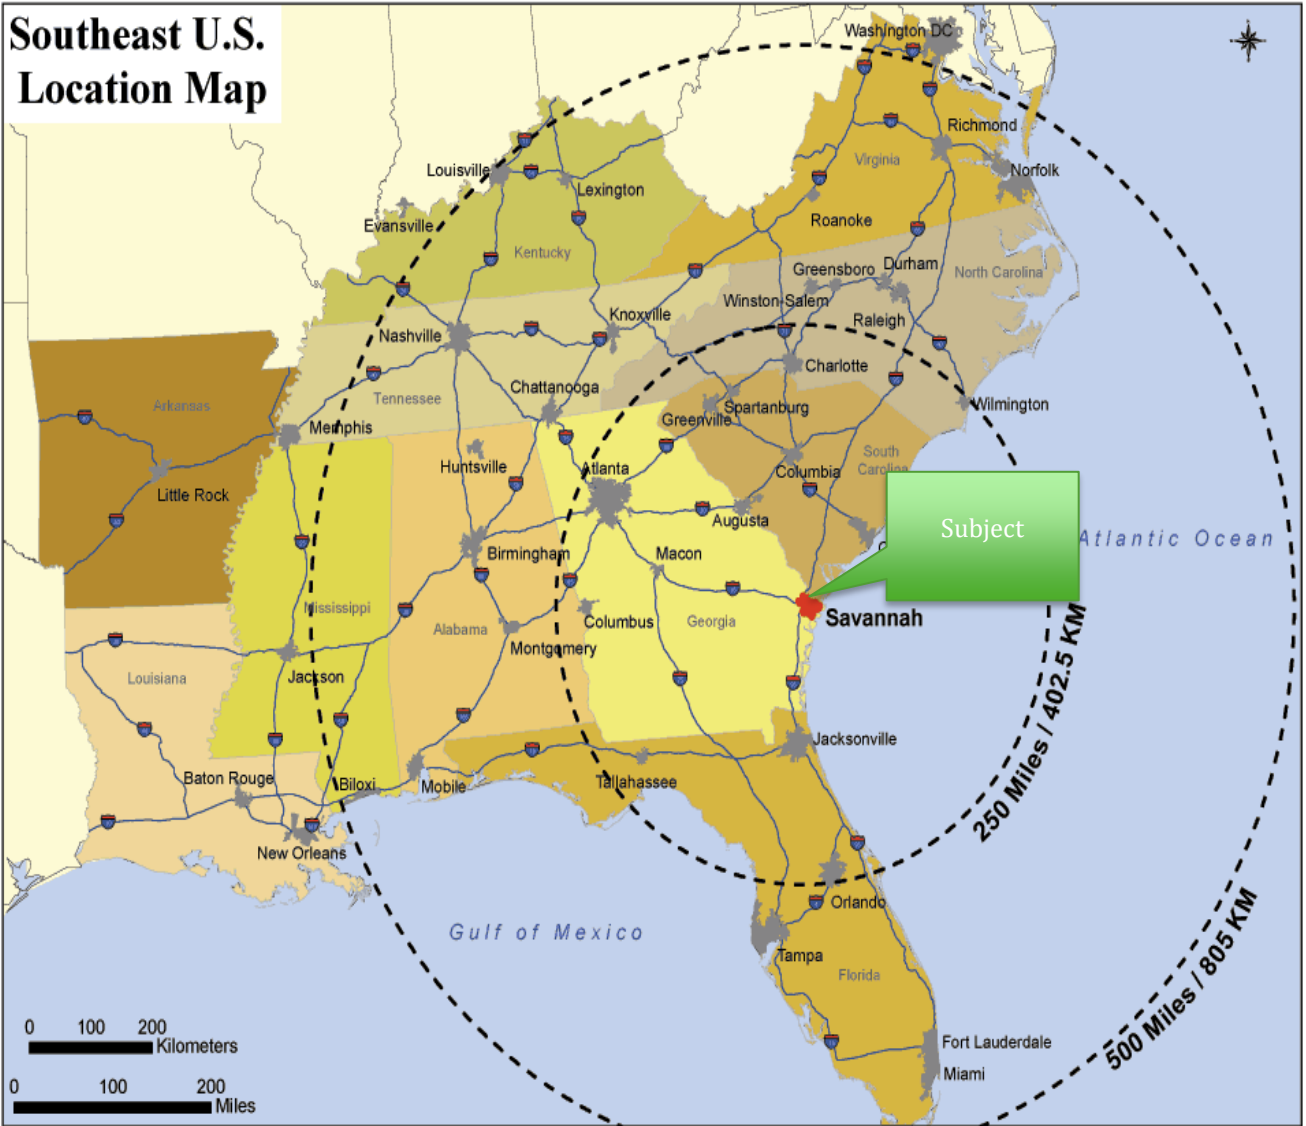 Southeast U.S.
Location Map
Washington DC
Richmond
Virginia
Norfolk
Louisville
Lexington
Roanoke
Evansville
Kentucky
Greensboro
Durham
North Carolina
Winston-Salem
Knoxville
Raleigh
Nashville
Charlotte
Chattanooga
Arkansas
Tennessee
Spartanburg
Wilmington
Greenville
Memphis
Huntsville
Atlanta
Columbia
South
Carolina
Little Rock
Augusta
Subject
Atlantic Ocean
Birmingham
Macon
Mississippi
Alabama
Columbus
Georgia
Savannah
Montgomery
Jackson
Louisiana
Jacksonville
Baton Rouge
Biloxi
Mobile
Tallahassee
250 Miles / 402.5 KM
New Orleans
Orlando
Gulf of Mexico
Tampa
Florida
500 Miles / 805 KM
0 100 200
Kilometers
Fort Lauderdale
Miami
0 100 200
Miles